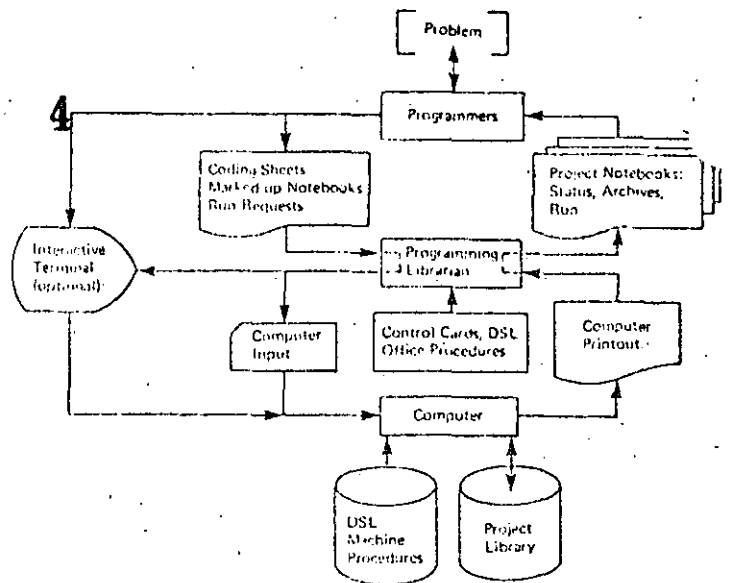 Problem
4
Programmers
Coding Sheets
Marked up Notebooks
Run Requests
Project Notebooks:
Status, Archives,
Run
Interactive
Terminal
(optional)
Programming
Librarian
Computer
Input
Control Cards, DSL
Office Procedures
Computer
Printout
Computer
DSL
Machine
Procedures
Project
Library